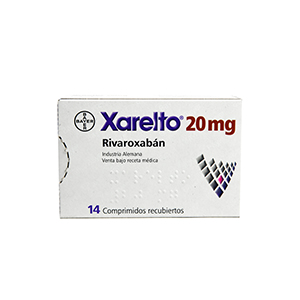 BAYER
Xarelto® 20 mg
Rivaroxabán
Industria Alemana
Venta bajo receta médica
14 Comprimidos recubiertos